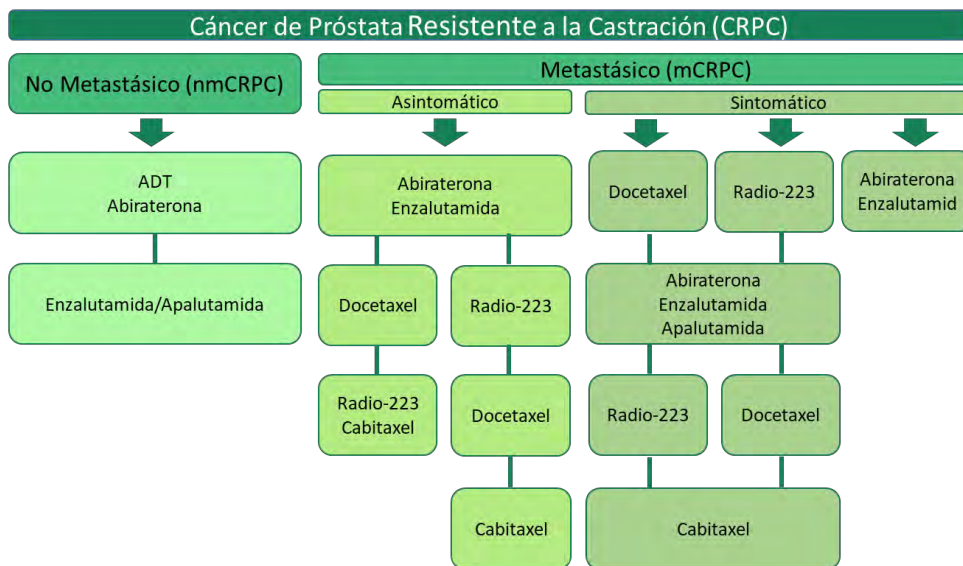 Cáncer de Próstata Resistente a la Castración (CRPC)
No Metastásico (nmCRPC)
Metastásico (mCRPC)
Asintomático
Sintomático
ADT
Abiraterona
Abiraterona
Enzalutamida
Docetaxel
Radio-223
Abiraterona
Enzalutamid
Enzalutamida/Apalutamida
Docetaxel
Radio-223
Abiraterona
Enzalutamida
Apalutamida
Radio-223
Cabitaxel
Docetaxel
Radio-223
Docetaxel
Cabitaxel
Cabitaxel